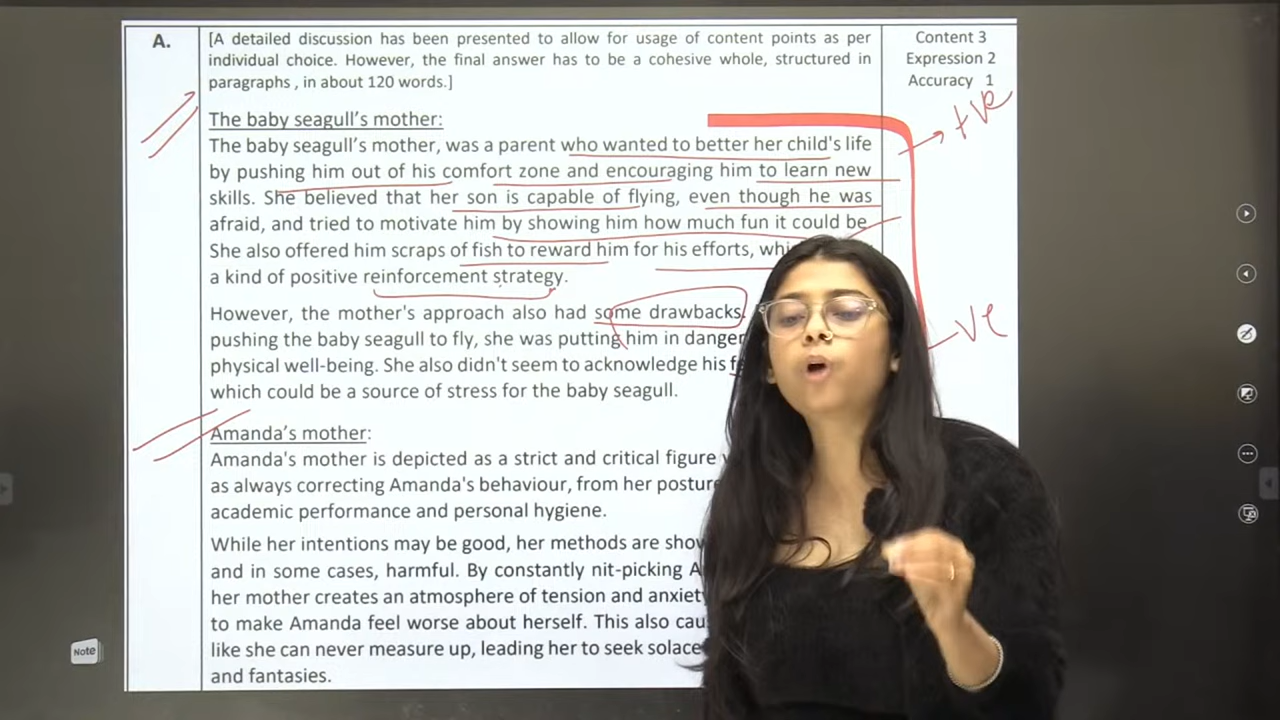 A.
[A detailed discussion has been presented to allow for usage of content points as per
individual choice. However, the final answer has to be a cohesive whole, structured in
paragraphs , in about 120 words.]
Content 3
Expression 2
Accuracy 1
The baby seagull's mother:
The baby seagull's mother, was a parent who wanted to better her child's life
by pushing him out of his comfort zone and encouraging him to learn new
skills. She believed that her son is capable of flying, even though he was
afraid, and tried to motivate him by showing him how much fun it could be.
She also offered him scraps of fish to reward him for his efforts,
a kind of positive reinforcement strategy.
+ve
However, the mother's approach also had some drawbacks.
pushing the baby seagull to fly, she was putting him in danger
physical well-being. She also didn't seem to acknowledge his
which could be a source of stress for the baby seagull.
-ve
Amanda's mother:
Amanda's mother is depicted as a strict and critical figure
as always correcting Amanda's behaviour, from her posture
academic performance and personal hygiene.
While her intentions may be good, her methods are
and in some cases, harmful. By constantly nit-picking
her mother creates an atmosphere of tension and
to make Amanda feel worse about herself. This also
like she can never measure up, leading her to seek solace
and fantasies.
Note